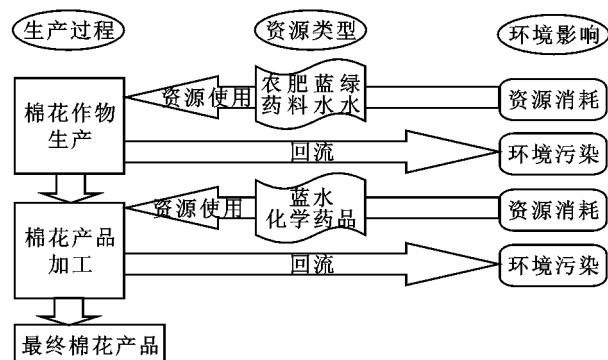 生产过程
资源类型
环境影响
棉花作物
生产
资源使用
农肥蓝绿
药料水水
资源消耗
回流
环境污染
棉花产品
加工
资源使用
蓝水
化学药品
资源消耗
回流
环境污染
最终棉花产品